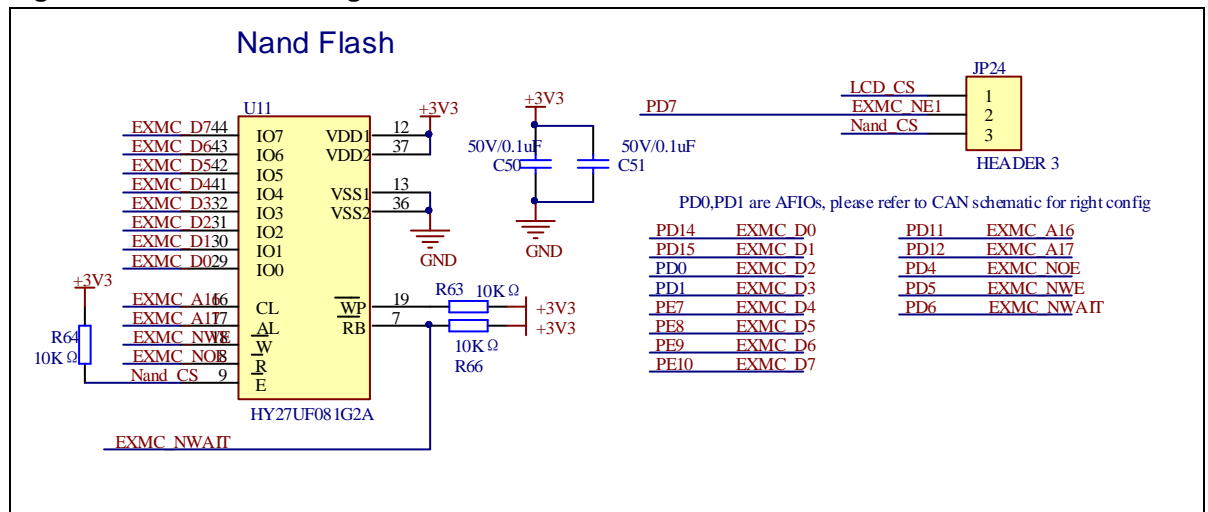 Nand Flash
U11
EXMC_D7 44 IO7
EXMC_D6 43 IO6
EXMC_D5 42 IO5
EXMC_D4 41 IO4
EXMC_D3 32 IO3
EXMC_D2 31 IO2
EXMC_D1 30 IO1
EXMC_D0 29 IO0
EXMC_A16 16 CL
EXMC_A17 17 AL
EXMC_NWE 18 W
EXMC_NOE 8 R
Nand_CS 9 E
+3V3
R64
10KΩ
VDD1 12
VDD2 37
+3V3
VSS1 13
VSS2 36
GND
WP 19
RB 7
R63 10KΩ
+3V3
+3V3
10KΩ
R66
HY27UF081G2A
EXMC_NWAIT
+3V3
50V/0.1uF
C50
50V/0.1uF
C51
GND
JP24
LCD_CS 1
PD7 EXMC_NE1 2
Nand_CS 3
HEADER 3
PD0,PD1 are AFIOs, please refer to CAN schematic for right config
PD14 EXMC_D0
PD15 EXMC_D1
PD0 EXMC_D2
PD1 EXMC_D3
PE7 EXMC_D4
PE8 EXMC_D5
PE9 EXMC_D6
PE10 EXMC_D7
PD11 EXMC_A16
PD12 EXMC_A17
PD4 EXMC_NOE
PD5 EXMC_NWE
PD6 EXMC_NWAIT